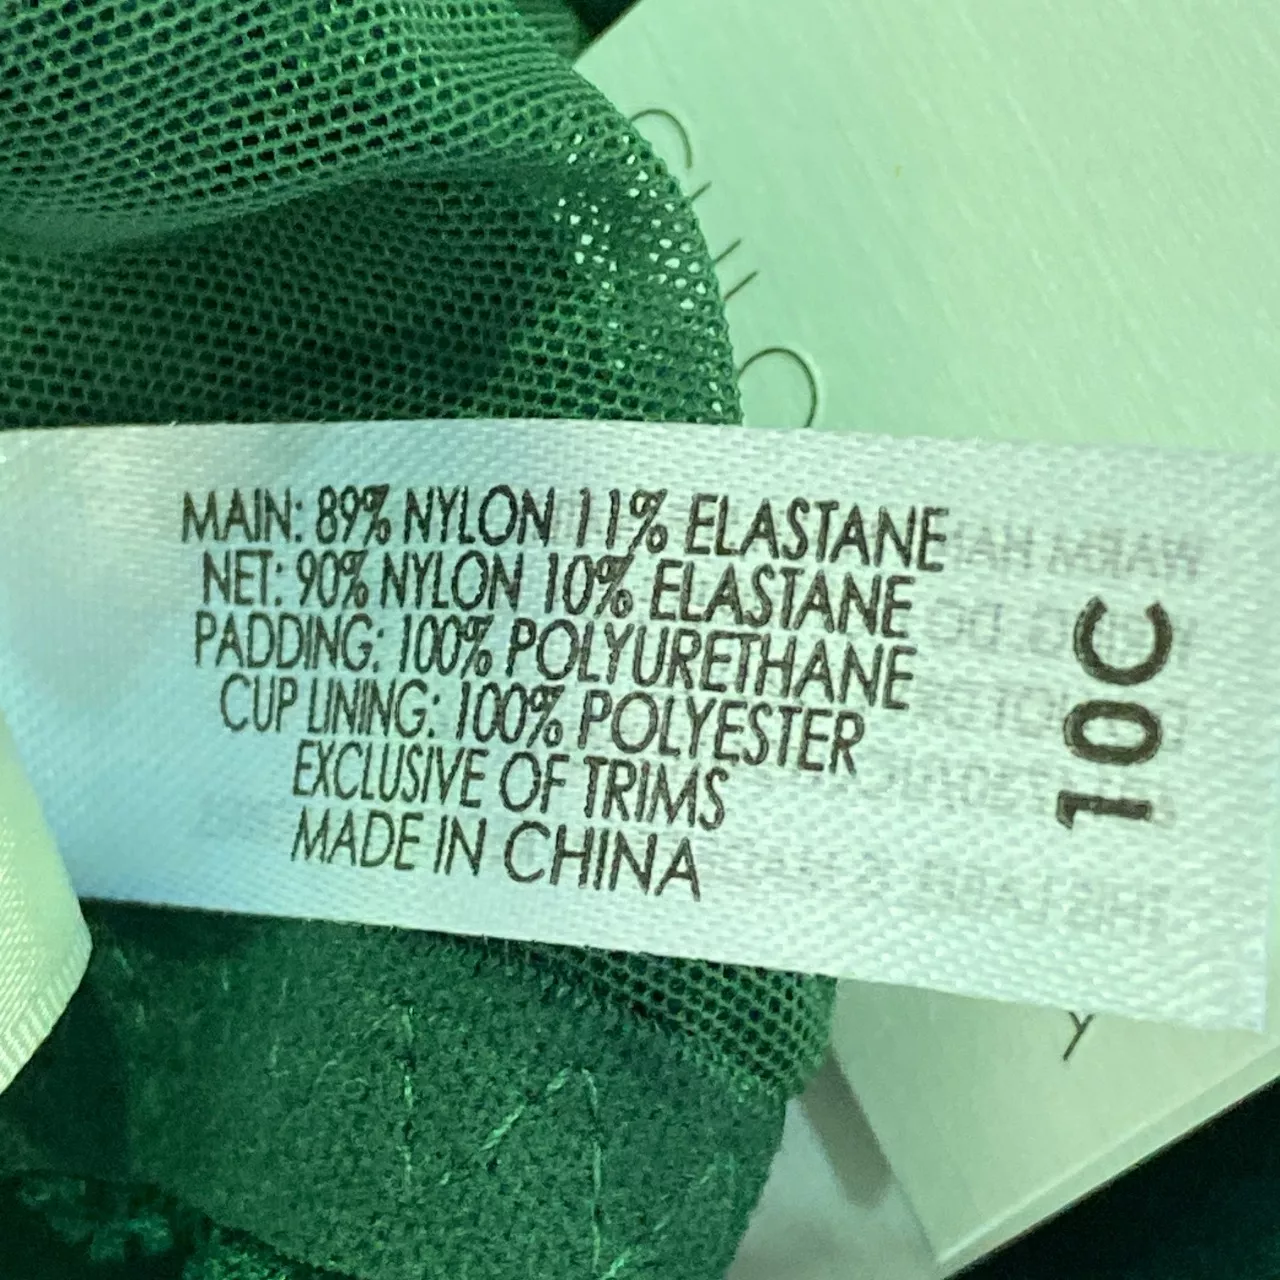 MAIN: 89% NYLON 11% ELASTANE
NET: 90% NYLON 10% ELASTANE
PADDING: 100% POLYURETHANE
CUP LINING: 100% POLYESTER
EXCLUSIVE OF TRIMS
MADE IN CHINA
10C